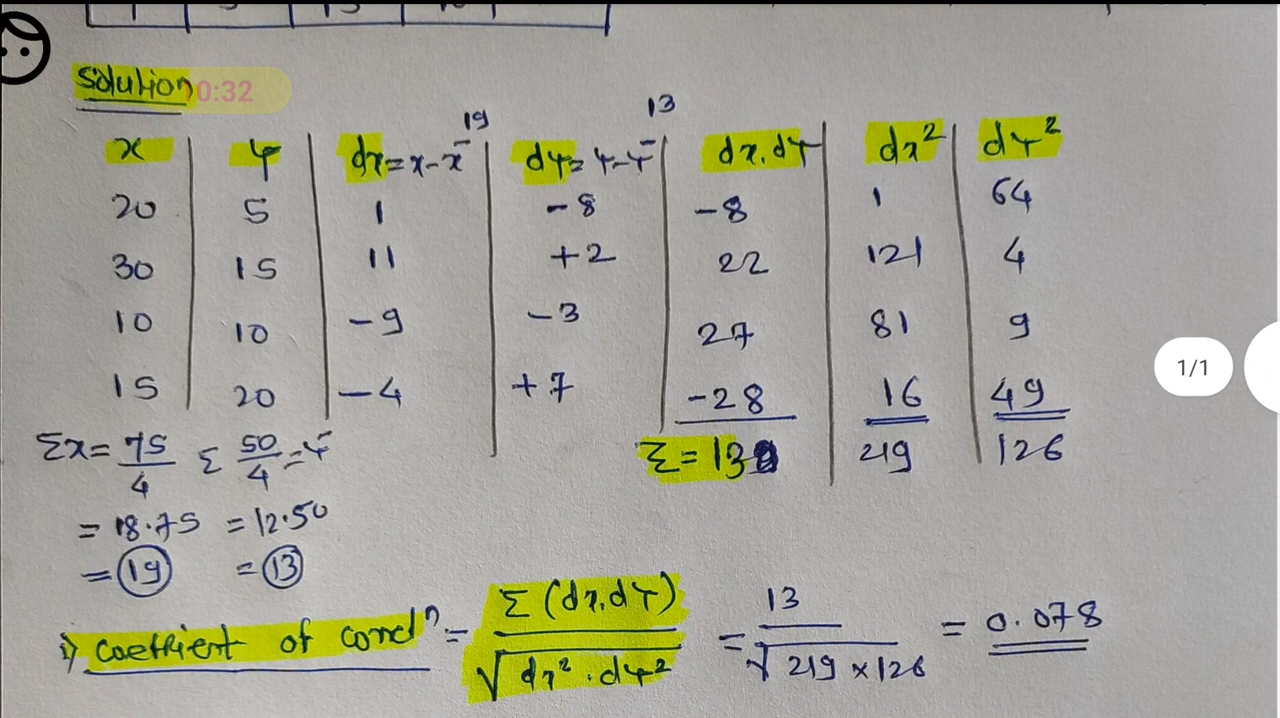 Solution 0:32
19 13
x y dx=x-x̄ dy=y-ȳ dx.dy dx² dy²
20 5 1 -8 -8 1 64
30 15 11 +2 22 121 4
10 10 -9 -3 27 81 9
15 20 -4 +7 -28 16 49
Σx= 75/4 Σ 50/4 =ȳ Σ= 13 219 126
1/1
= 18.75 = 12.50
= 19 = 13
i) coefficient of correlⁿ = Σ(dx.dy) / √dx².dy² = 13 / √219 x 126 = 0.078